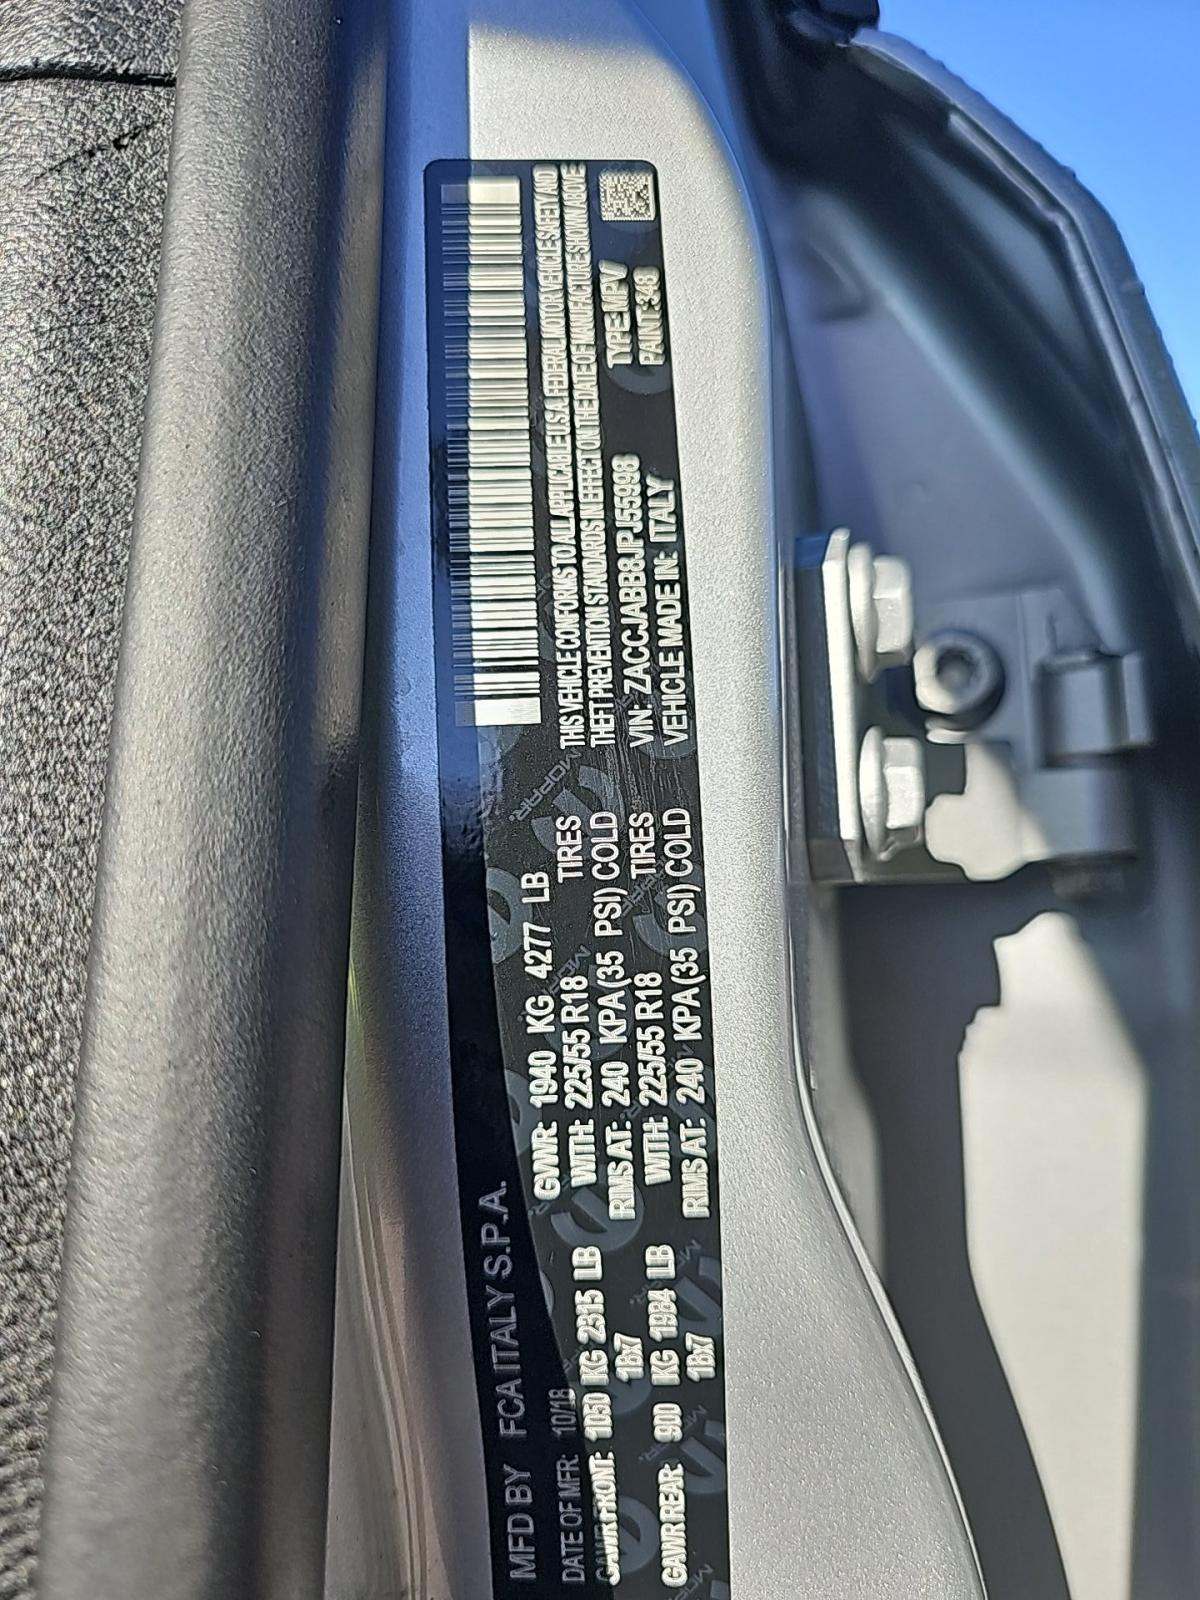 MFD BY FCA ITALY S.P.A.
DATE OF MFR: 10/18
GVWR: 1940 KG 4277 LB
GAWR FRONT: 1050 KG 2315 LB
WITH: 225/55 R18 TIRES
18x7 RIMS AT: 240 KPA(35 PSI) COLD
GAWR REAR: 900 KG 1984 LB
WITH: 225/55 R18 TIRES
18x7 RIMS AT: 240 KPA(35 PSI) COLD
THIS VEHICLE CONFORMS TO ALL APPLICABLE U.S.A. FEDERAL MOTOR VEHICLE SAFETY AND
THEFT PREVENTION STANDARDS IN EFFECT ON THE DATE OF MANUFACTURE SHOWN ABOVE
VIN: ZACCJABB8JPJ55998 TYPE:MPV
VEHICLE MADE IN: ITALY PAINT: 348
MOPAR.